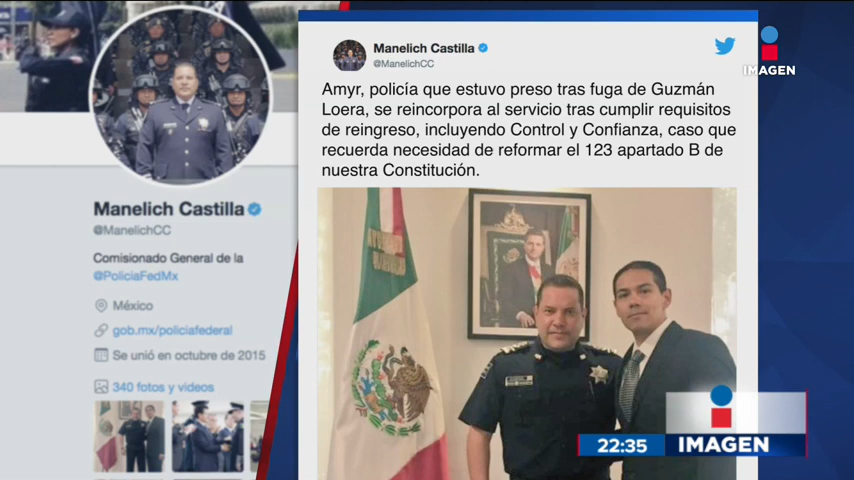 Manelich Castilla
@ManelichCC
Comisionado General de la
@PoliciaFedMx
México
gob.mx/policiafederal
Se unió en octubre de 2015
340 fotos y videos
Manelich Castilla
@ManelichCC
Amyr, policía que estuvo preso tras fuga de Guzmán
Loera, se reincorpora al servicio tras cumplir requisitos
de reingreso, incluyendo Control y Confianza, caso que
recuerda necesidad de reformar el 123 apartado B de
nuestra Constitución.
IMAGEN
22:35
IMAGEN